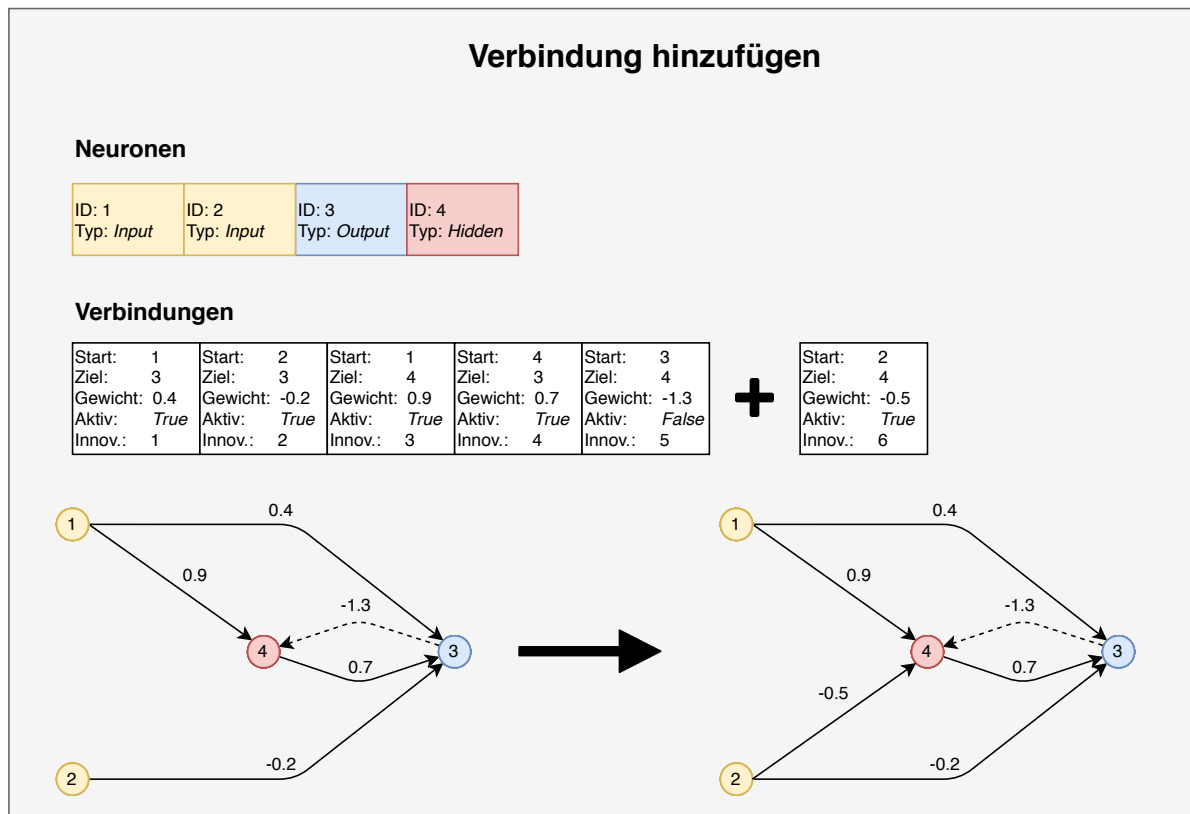 Verbindung hinzufügen
Neuronen
ID: 1 ID: 2 ID: 3 ID: 4
Typ: Input Typ: Input Typ: Output Typ: Hidden
Verbindungen
Start: 1 Start: 2 Start: 1 Start: 4 Start: 3 Start: 2
Ziel: 3 Ziel: 3 Ziel: 4 Ziel: 3 Ziel: 4 Ziel: 4
Gewicht: 0.4 Gewicht: -0.2 Gewicht: 0.9 Gewicht: 0.7 Gewicht: -1.3 Gewicht: -0.5
Aktiv: True Aktiv: True Aktiv: True Aktiv: True Aktiv: False Aktiv: True
Innov.: 1 Innov.: 2 Innov.: 3 Innov.: 4 Innov.: 5 Innov.: 6
0.4 0.4
1 1
0.9 0.9
-1.3 -1.3
4 3 4 3
0.7 0.7
-0.5
-0.2 -0.2
2 2